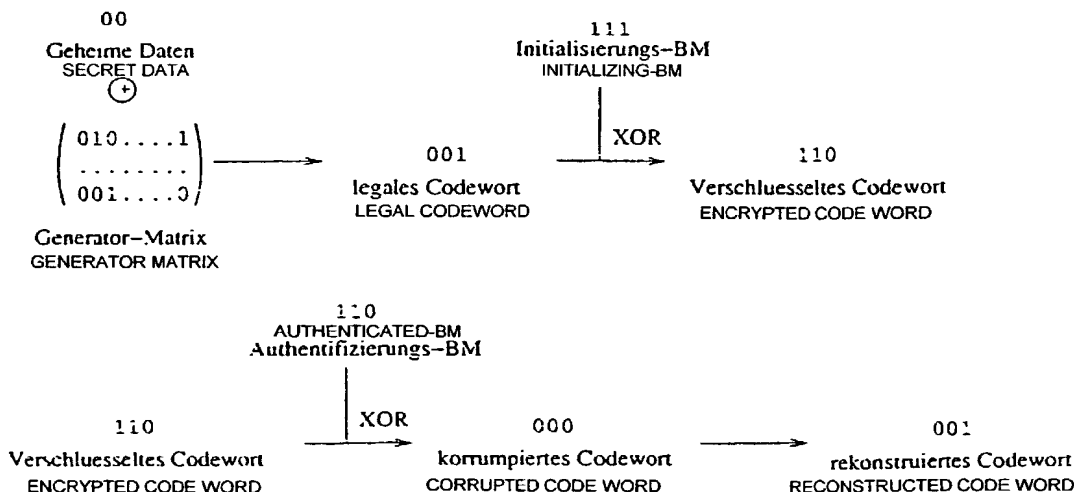 00
Geheime Daten
SECRET DATA
+
010....1
........
001....0
Generator-Matrix
GENERATOR MATRIX
001
legales Codewort
LEGAL CODEWORD
111
Initialisierungs-BM
INITIALIZING-BM
XOR
110
Verschluesseltes Codewort
ENCRYPTED CODE WORD
110
Verschluesseltes Codewort
ENCRYPTED CODE WORD
110
AUTHENTICATED-BM
Authentifizierungs-BM
XOR
000
korrumpiertes Codewort
CORRUPTED CODE WORD
001
rekonstruiertes Codewort
RECONSTRUCTED CODE WORD